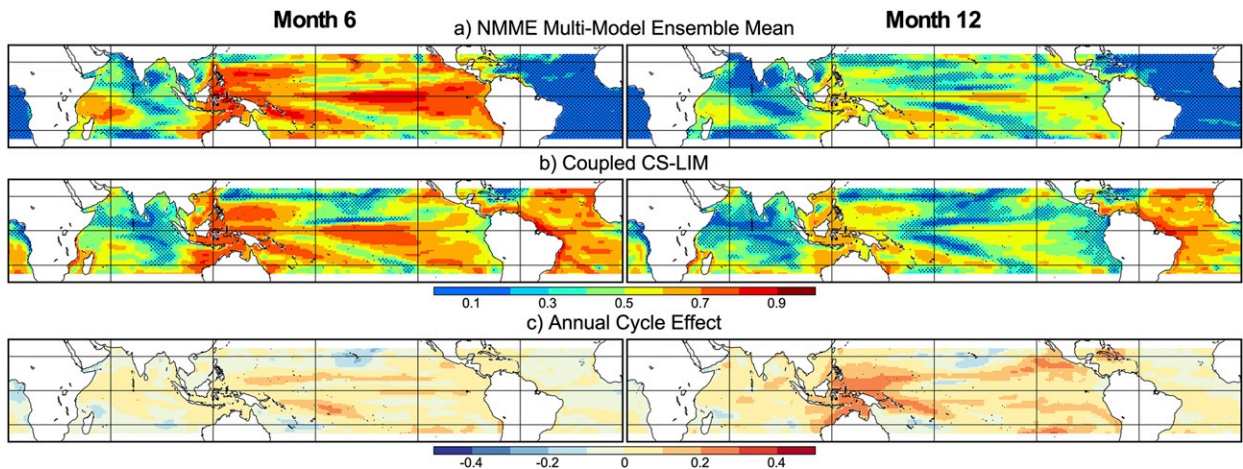 Month 6
Month 12
a) NMME Multi-Model Ensemble Mean
b) Coupled CS-LIM
0.1 0.3 0.5 0.7 0.9
c) Annual Cycle Effect
-0.4 -0.2 0 0.2 0.4